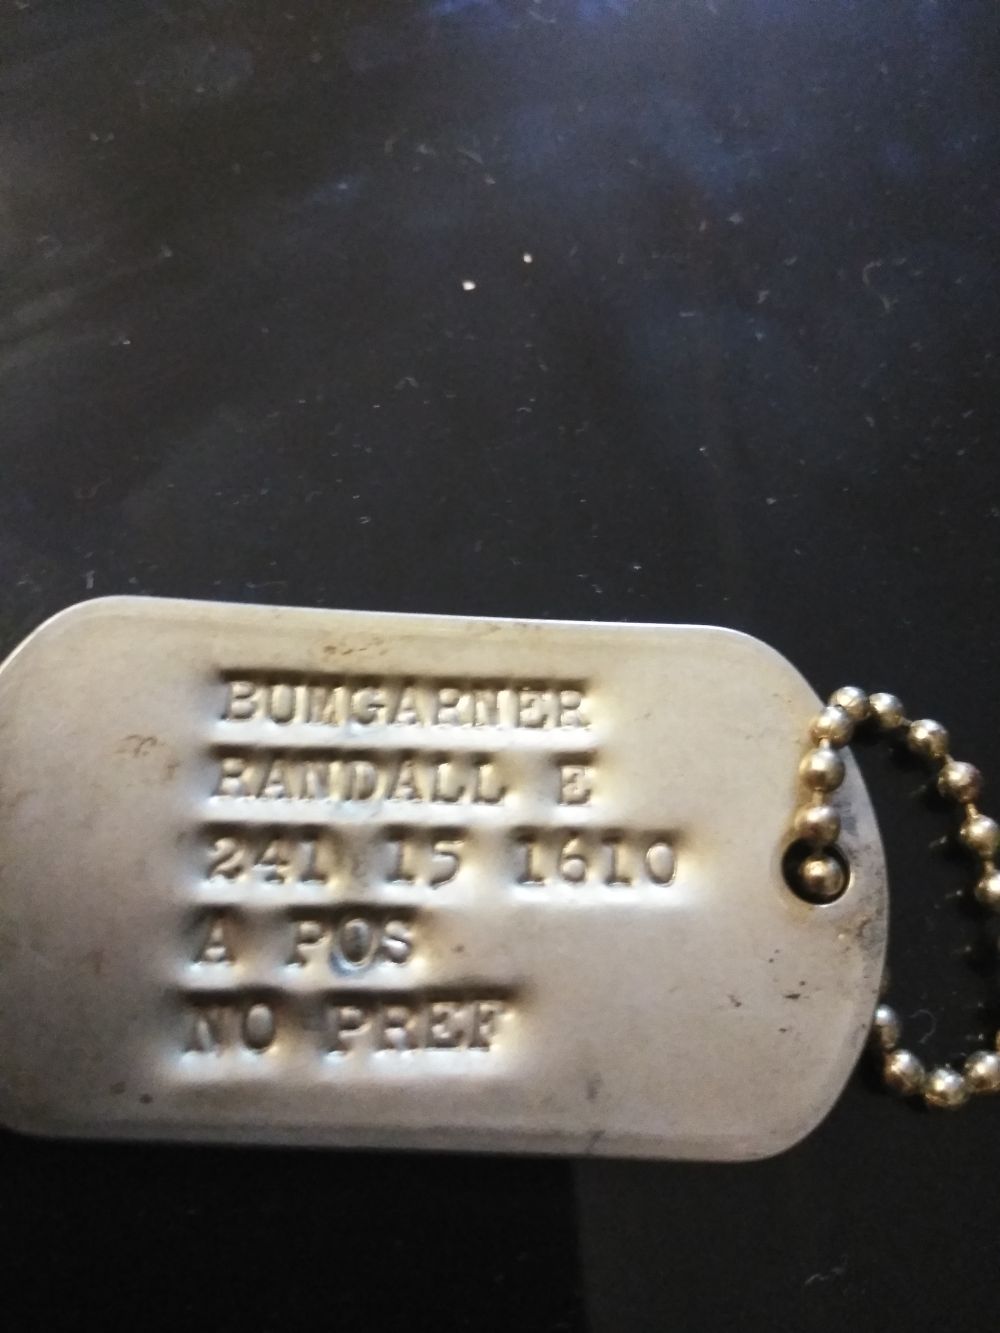 BUMGARNER
RANDALL E
241 15 1610
A POS
NO PREF